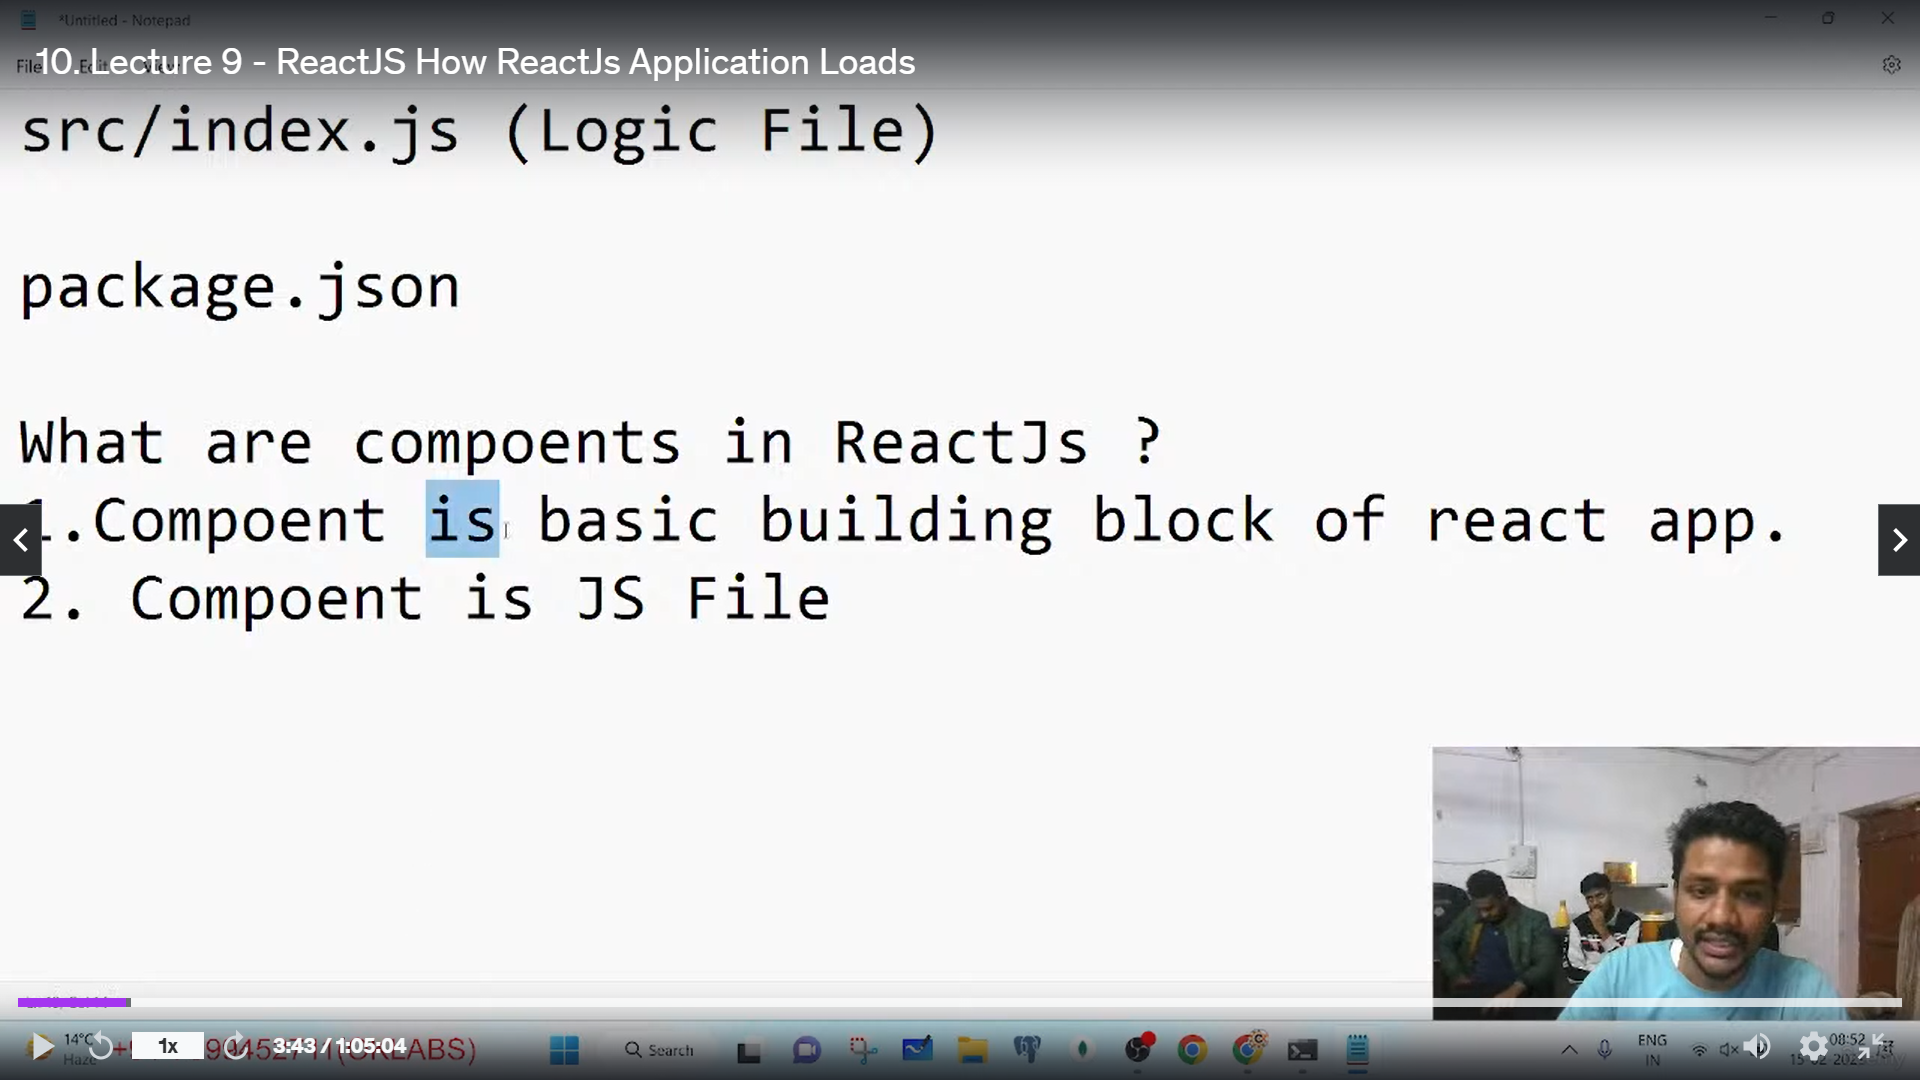 *Untitled - Notepad
10. Lecture 9 - ReactJS How ReactJs Application Loads
File
src/index.js (Logic File)
package.json
What are compoents in ReactJs ?
1.Compoent is basic building block of react app.
2. Compoent is JS File
14°C
Haze
1x
3:43 / 1:05:04
Search
ENG
IN
08:52